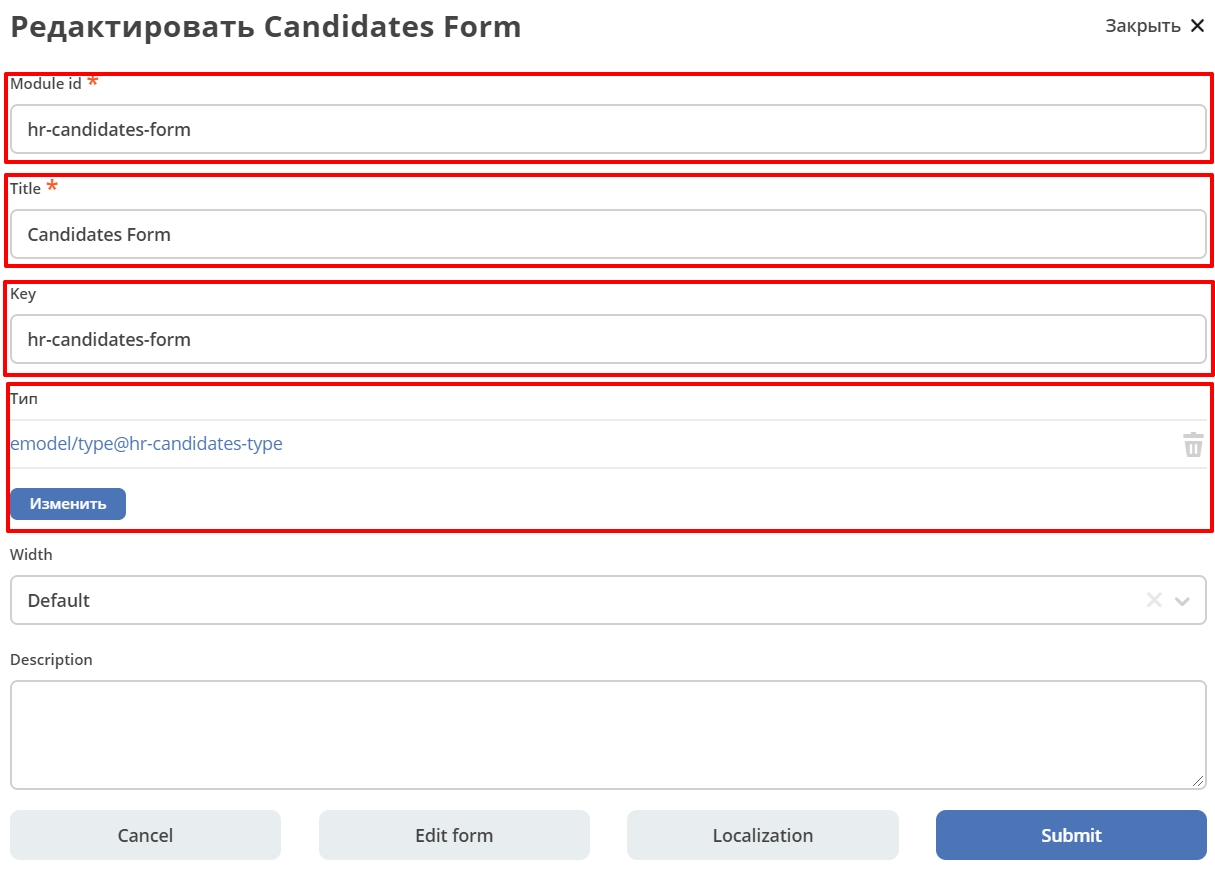 Редактировать Candidates Form
Закрыть ✕
Module id *
hr-candidates-form
Title *
Candidates Form
Key
hr-candidates-form
Тип
emodel/type@hr-candidates-type
Изменить
Width
Default
Description
Cancel
Edit form
Localization
Submit